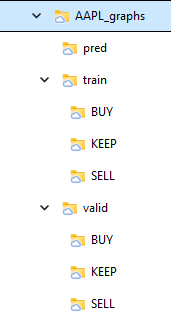 AAPL_graphs
pred
train
BUY
KEEP
SELL
valid
BUY
KEEP
SELL